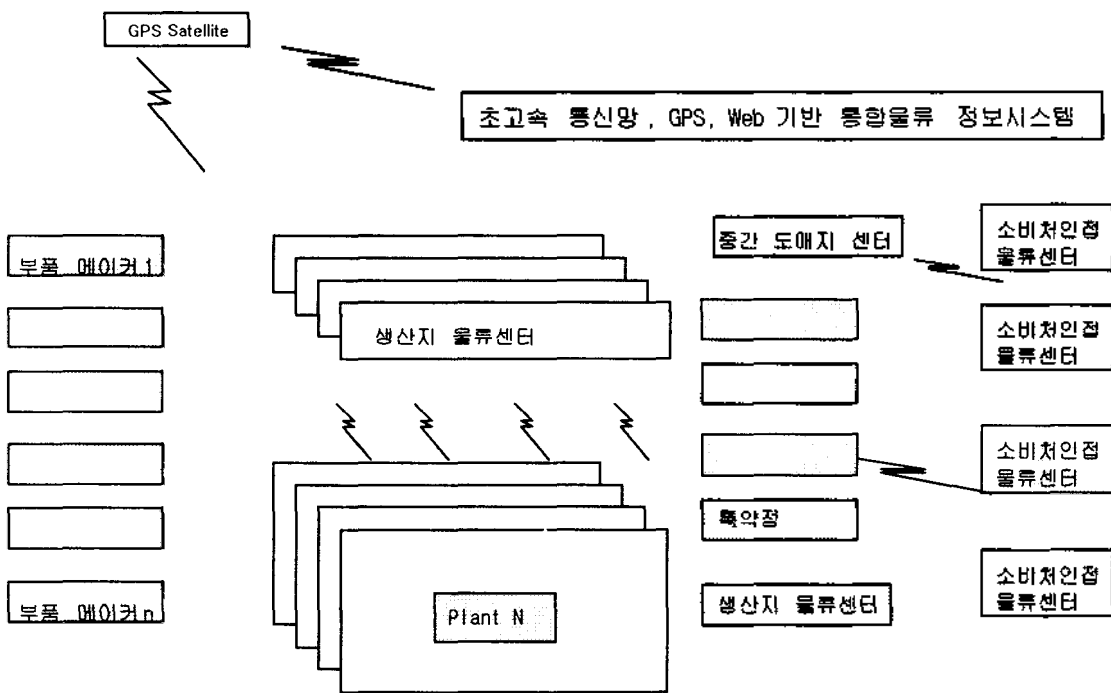 GPS Satellite
초고속 통신망, GPS, Web 기반 통합물류 정보시스템
부품 메이커1
생산지 물류센터
중간 도매지 센터
소비처인접
물류센터
소비처인접
물류센터
소비처인접
물류센터
특약점
부품 메이커n
Plant N
생산지 물류센터
소비처인접
물류센터